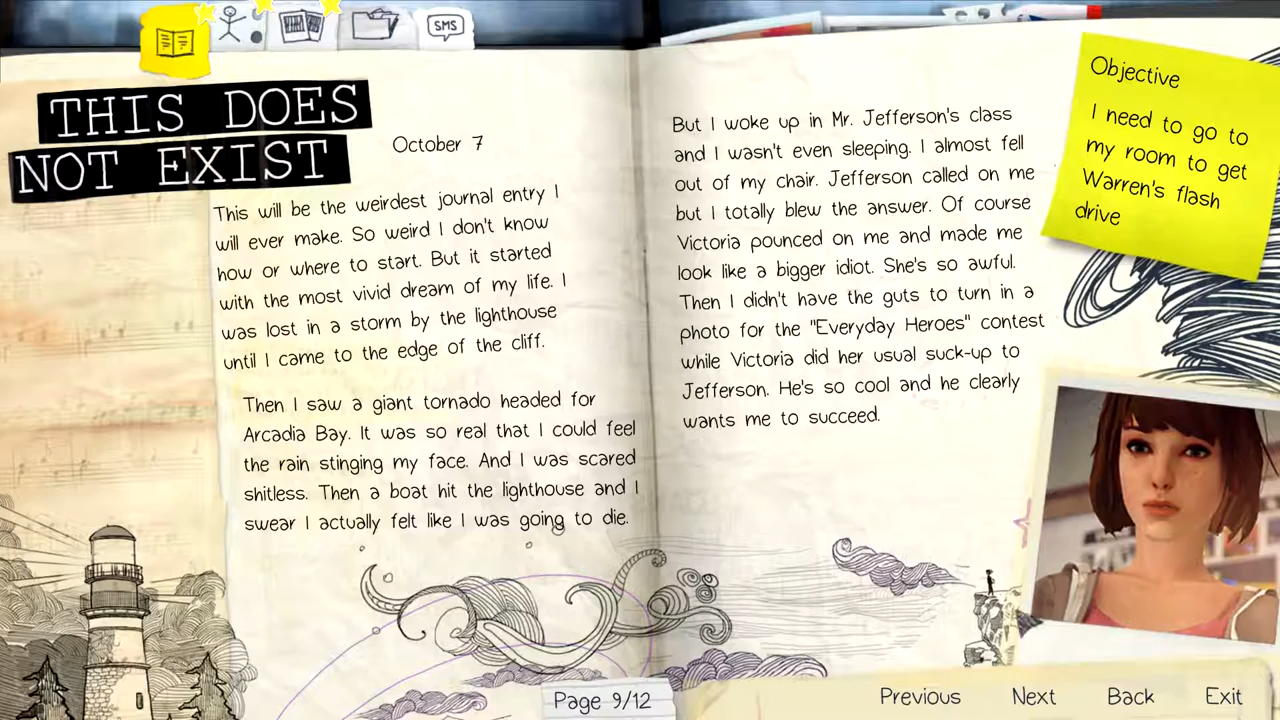 SMS
THIS DOES
NOT EXIST
October 7
This will be the weirdest journal entry I
will ever make. So weird I don't know
how or where to start. But it started
with the most vivid dream of my life. I
was lost in a storm by the lighthouse
until I came to the edge of the cliff.
Then I saw a giant tornado headed for
Arcadia Bay. It was so real that I could feel
the rain stinging my face. And I was scared
shitless. Then a boat hit the lighthouse and I
swear I actually felt like I was going to die.
But I woke up in Mr. Jefferson's class
and I wasn't even sleeping. I almost fell
out of my chair. Jefferson called on me
but I totally blew the answer. Of course
Victoria pounced on me and made me
look like a bigger idiot. She's so awful.
Then I didn't have the guts to turn in a
photo for the "Everyday Heroes" contest
while Victoria did her usual suck-up to
Jefferson. He's so cool and he clearly
wants me to succeed.
Objective
I need to go to
my room to get
Warren's flash
drive
Page 9/12
Previous
Next
Back
Exit